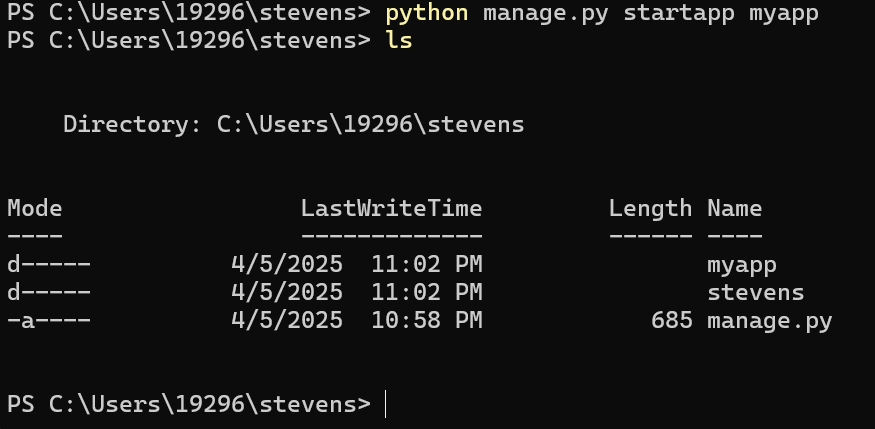 PS C:\Users\19296\stevens> python manage.py startapp myapp
PS C:\Users\19296\stevens> ls
Directory: C:\Users\19296\stevens
Mode LastWriteTime Length Name
---- ------------- ------ ----
d----- 4/5/2025 11:02 PM myapp
d----- 4/5/2025 11:02 PM stevens
-a---- 4/5/2025 10:58 PM 685 manage.py
PS C:\Users\19296\stevens>